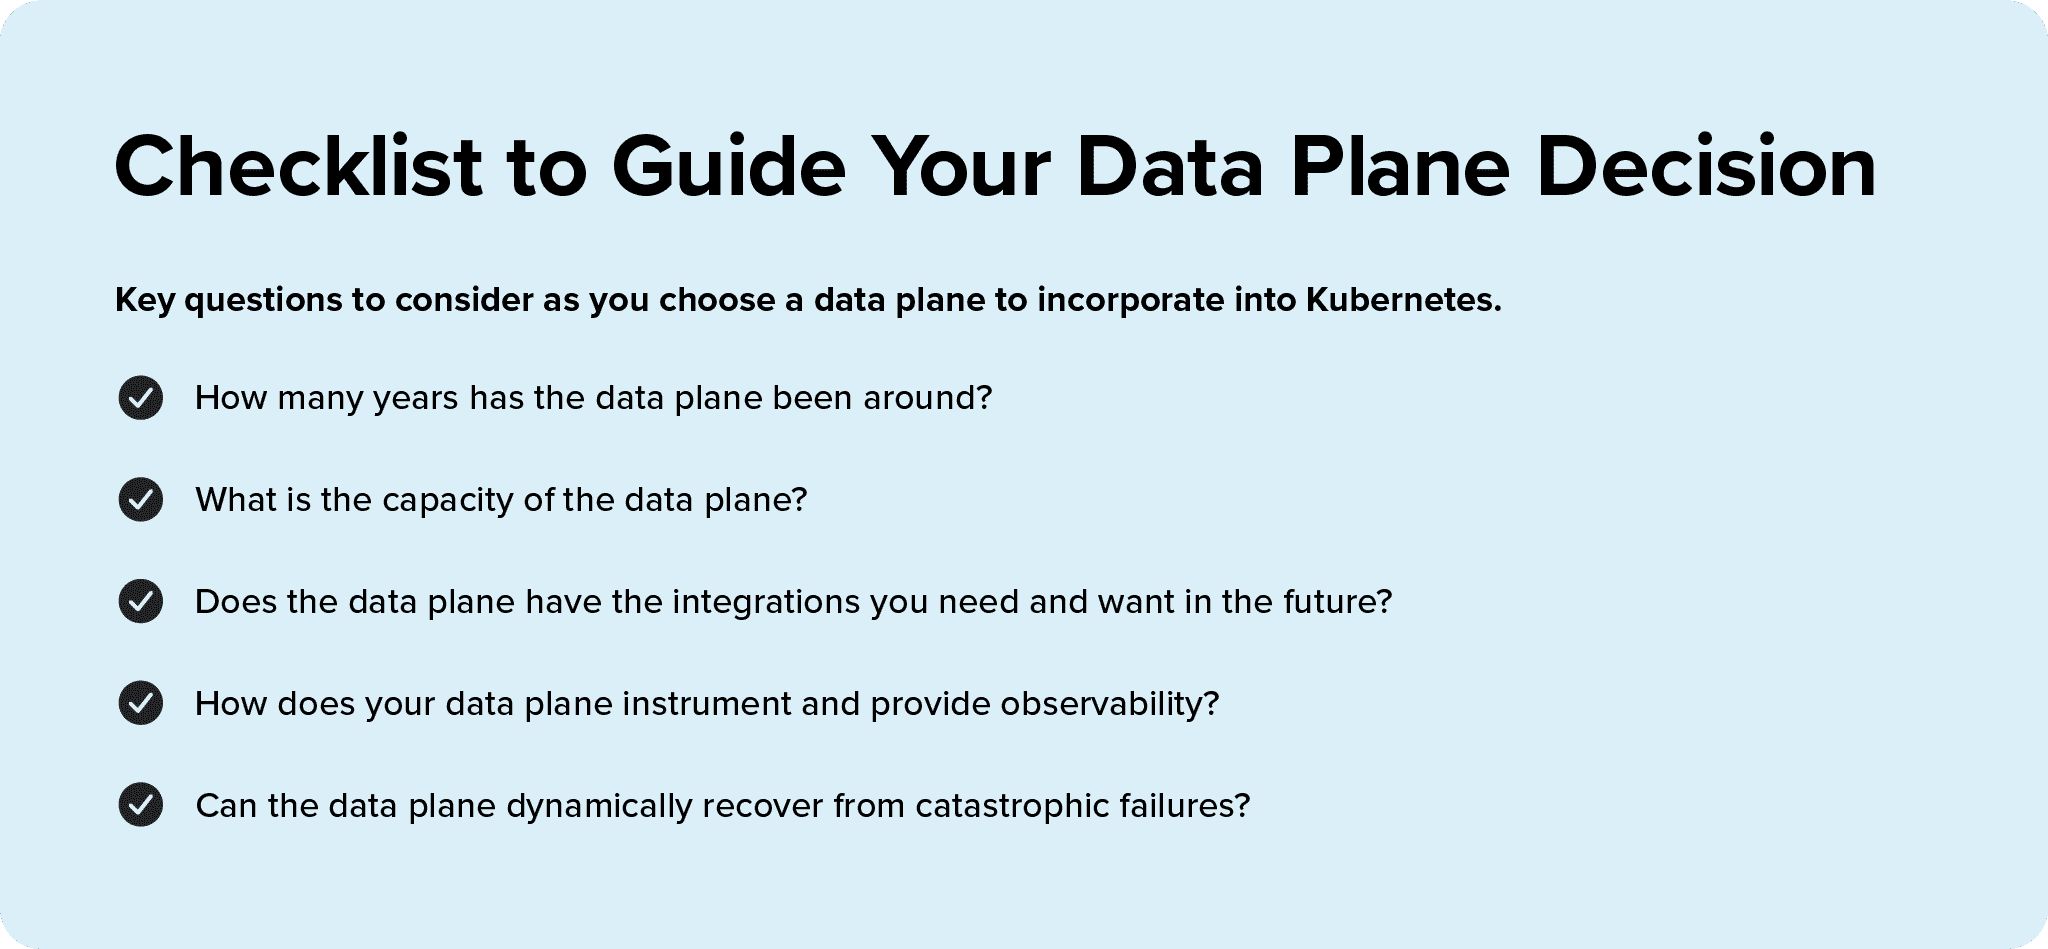 Checklist to Guide Your Data Plane Decision
Key questions to consider as you choose a data plane to incorporate into Kubernetes.
How many years has the data plane been around?
What is the capacity of the data plane?
Does the data plane have the integrations you need and want in the future?
How does your data plane instrument and provide observability?
Can the data plane dynamically recover from catastrophic failures?